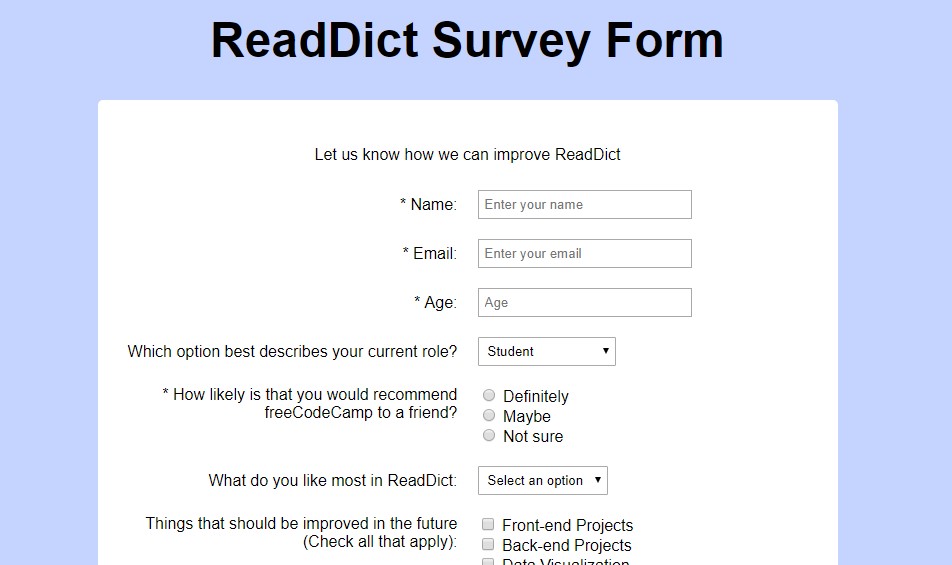 ReadDict Survey Form
Let us know how we can improve ReadDict
* Name: Enter your name
* Email: Enter your email
* Age: Age
Which option best describes your current role? Student
* How likely is that you would recommend
freeCodeCamp to a friend?
Definitely
Maybe
Not sure
What do you like most in ReadDict: Select an option
Things that should be improved in the future
(Check all that apply):
Front-end Projects
Back-end Projects
Data Visualization